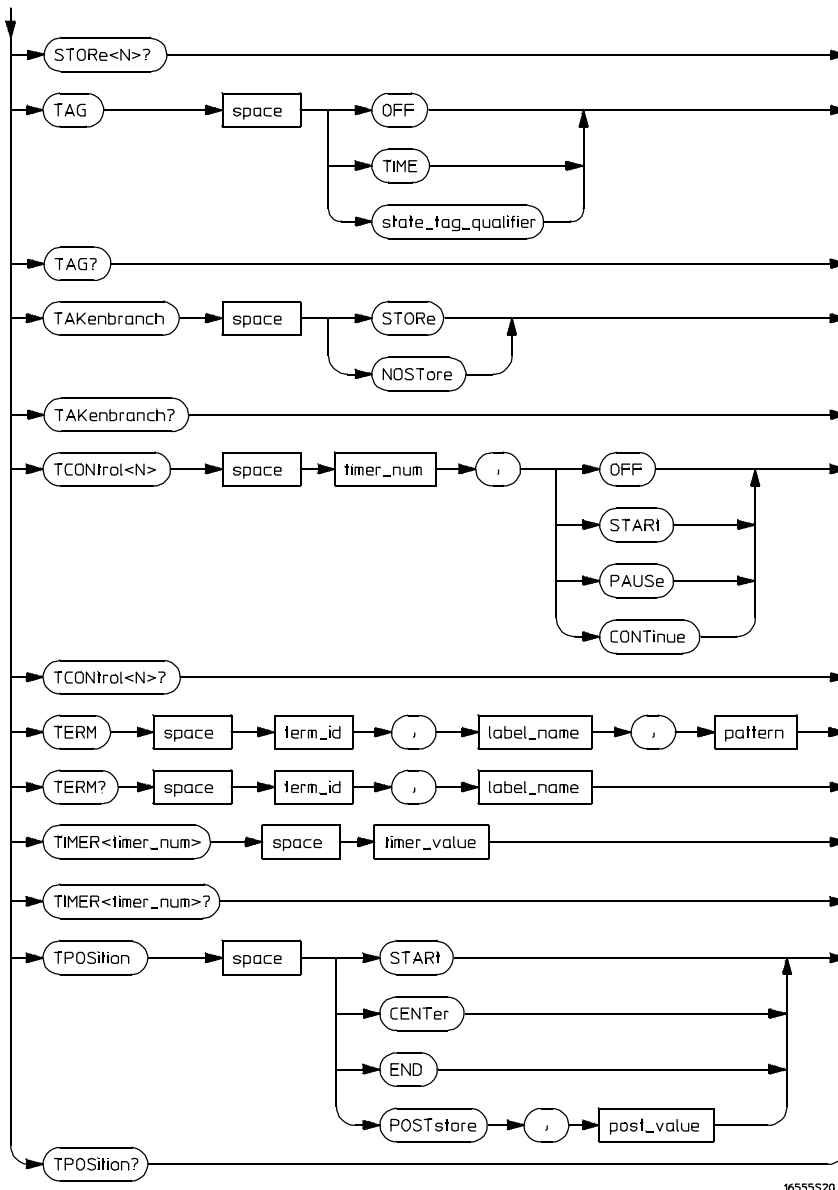 STORe<N>?
TAG space OFF
TIME
state_tag_qualifier
TAG?
TAKenbranch space STORe
NOSTore
TAKenbranch?
TCONtrol<N> space timer_num , OFF
STARt
PAUSe
CONTinue
TCONtrol<N>?
TERM space term_id , label_name , pattern
TERM? space term_id , label_name
TIMER<timer_num> space timer_value
TIMER<timer_num>?
TPOSition space STARt
CENTer
END
POSTstore , post_value
TPOSition?
16555S20